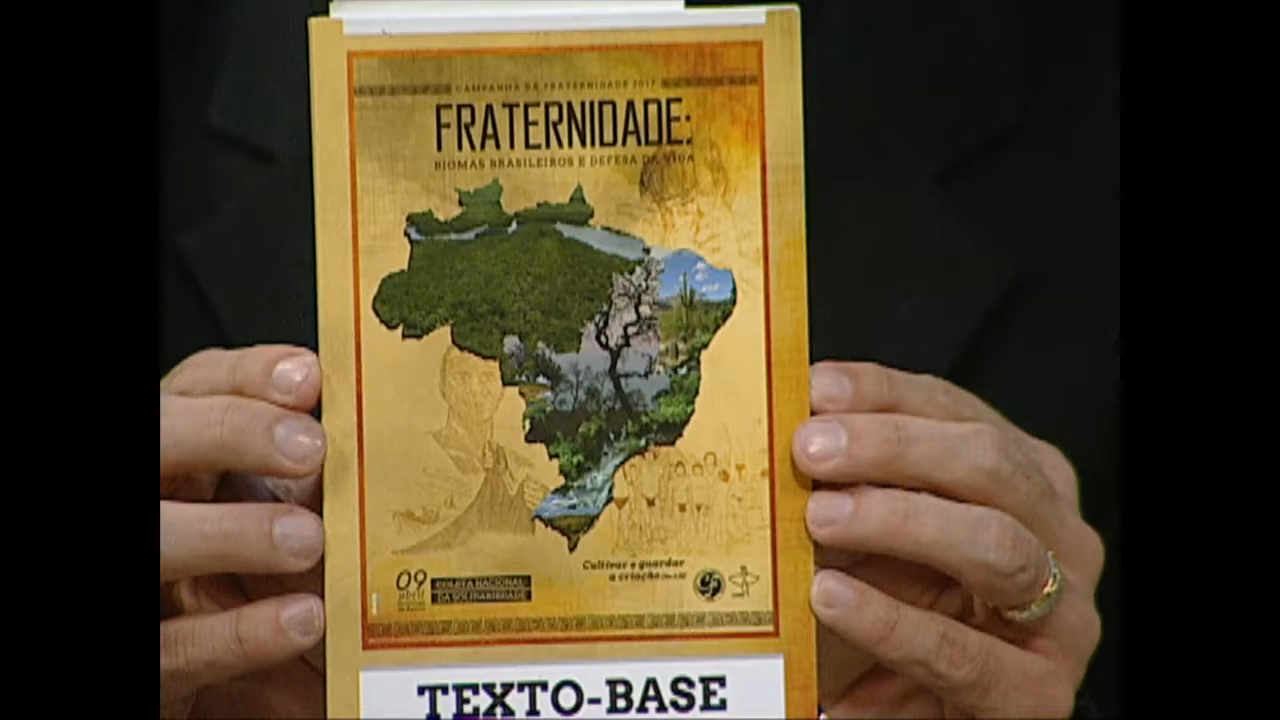 CAMPANHA DA FRATERNIDADE 2017
FRATERNIDADE:
BIOMAS BRASILEIROS E DEFESA DA VIDA
Cultivar e guardar
a criação
09
abril
COLETA NACIONAL
DA SOLIDARIEDADE
TEXTO-BASE